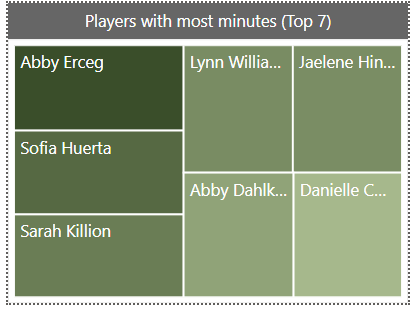 Players with most minutes (Top 7)
Abby Erceg
Lynn Willia...
Jaelene Hin...
Sofia Huerta
Abby Dahlk...
Danielle C...
Sarah Killion